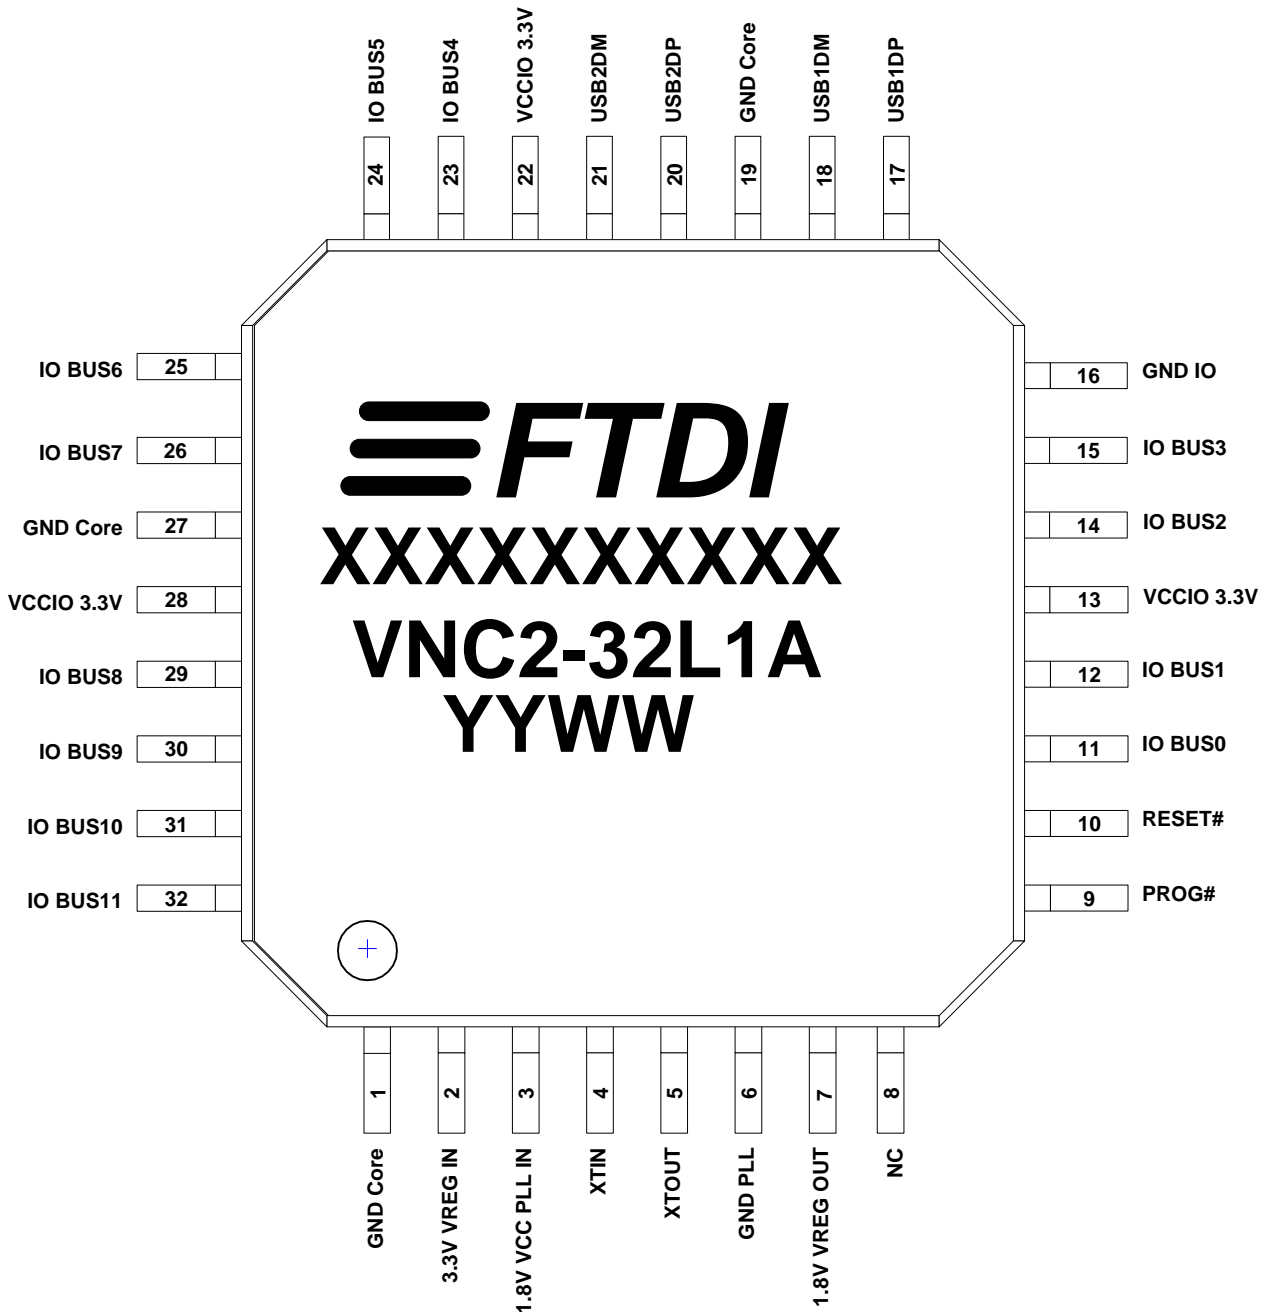 IO BUS5
IO BUS4
VCCIO 3.3V
USB2DM
USB2DP
GND Core
USB1DM
USB1DP
24
23
22
21
20
19
18
17
IO BUS6 25
IO BUS7 26
GND Core 27
VCCIO 3.3V 28
IO BUS8 29
IO BUS9 30
IO BUS10 31
IO BUS11 32
FTDI
XXXXXXXXXX
VNC2-32L1A
YYWW
16 GND IO
15 IO BUS3
14 IO BUS2
13 VCCIO 3.3V
12 IO BUS1
11 IO BUS0
10 RESET#
9 PROG#
1
2
3
4
5
6
7
8
GND Core
3.3V VREG IN
1.8V VCC PLL IN
XTIN
XTOUT
GND PLL
1.8V VREG OUT
NC